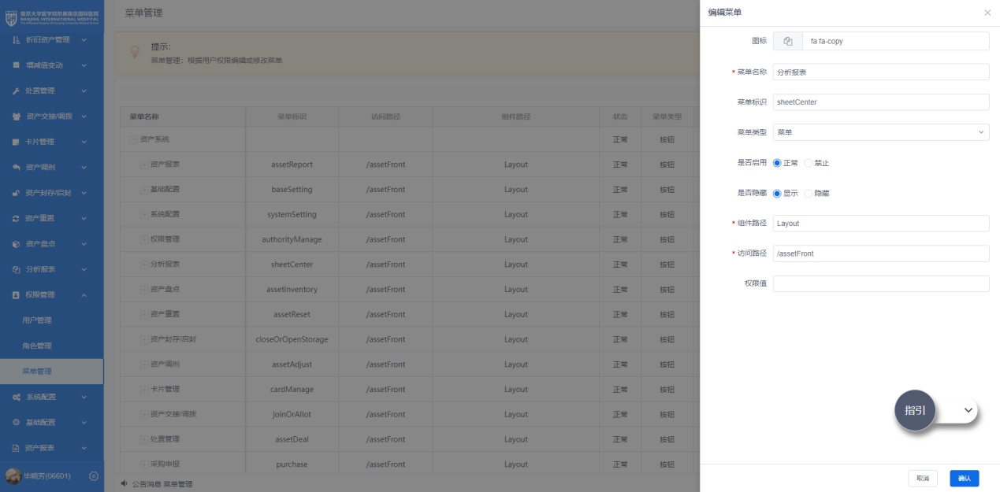 南京大学医学院附属南京国际医院
NANJING INTERNATIONAL HOSPITAL
折旧资产管理
增减值变动
处置管理
资产交接/调拨
卡片管理
资产调剂
资产封存/启封
资产重置
资产盘点
分析报表
权限管理
用户管理
角色管理
菜单管理
系统配置
基础配置
资产报表
毕晓芳(06601)
菜单管理
提示：
菜单管理：根据用户权限编辑或修改菜单
菜单名称 菜单标识 访问路径 组件路径 状态 菜单类型
资产系统 正常 按钮
资产报表 assetReport /assetFront Layout 正常 按钮
基础配置 baseSetting /assetFront Layout 正常 按钮
系统配置 systemSetting /assetFront Layout 正常 按钮
权限管理 authorityManage /assetFront Layout 正常 按钮
分析报表 sheetCenter /assetFront Layout 正常 按钮
资产盘点 assetInventory /assetFront Layout 正常 按钮
资产重置 assetReset /assetFront Layout 正常 按钮
资产封存/启封 closeOrOpenStorage /assetFront Layout 正常 按钮
资产调剂 assetAdjust /assetFront Layout 正常 按钮
卡片管理 cardManage /assetFront Layout 正常 按钮
资产交接/调拨 joinOrAllot /assetFront Layout 正常 按钮
处置管理 assetDeal /assetFront Layout 正常 按钮
采购申报 purchase /assetFront Layout 正常 按钮
公告消息 菜单管理
编辑菜单
图标 fa fa-copy
* 菜单名称 分析报表
菜单标识 sheetCenter
菜单类型 菜单
是否启用 正常 禁止
是否隐藏 显示 隐藏
* 组件路径 Layout
* 访问路径 /assetFront
权限值
指引
取消 确认